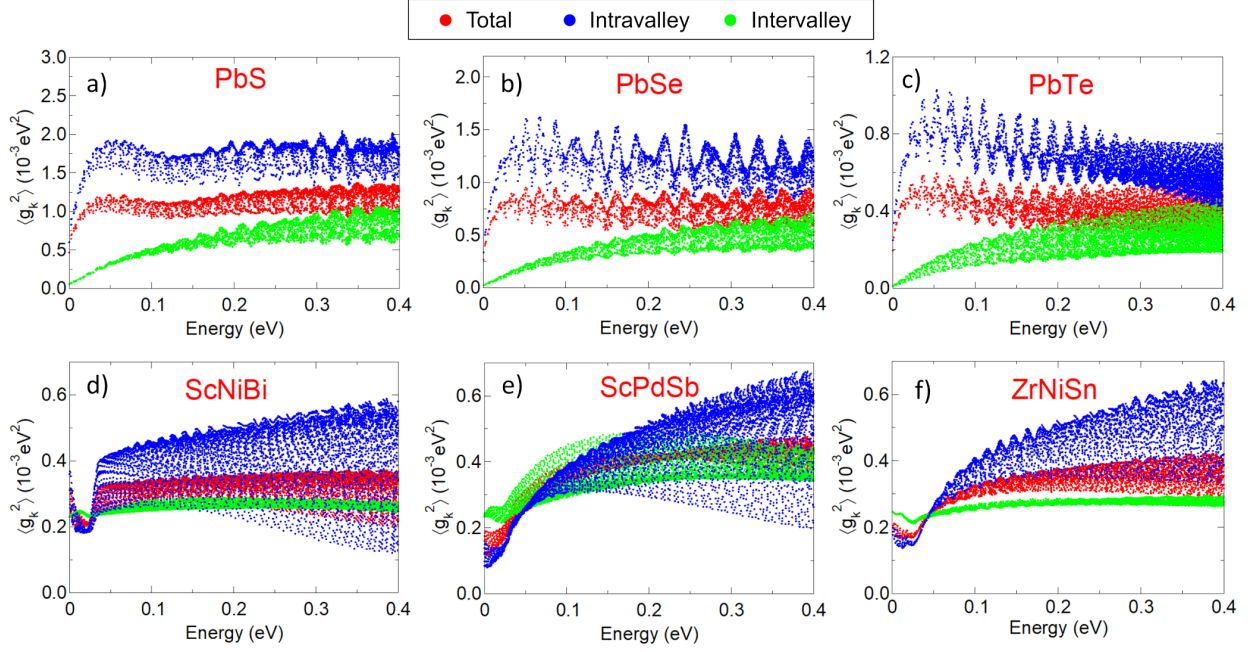 Total Intravalley Intervalley
a) PbS
⟨g_k^2⟩ (10^-3 eV^2)
3.0
2.5
2.0
1.5
1.0
0.5
0.0
0 0.1 0.2 0.3 0.4
Energy (eV)
b) PbSe
⟨g_k^2⟩ (10^-3 eV^2)
2.0
1.5
1.0
0.5
0.0
0 0.1 0.2 0.3 0.4
Energy (eV)
c) PbTe
⟨g_k^2⟩ (10^-3 eV^2)
1.2
0.8
0.4
0.0
0 0.1 0.2 0.3 0.4
Energy (eV)
d) ScNiBi
⟨g_k^2⟩ (10^-3 eV^2)
0.6
0.4
0.2
0.0
0 0.1 0.2 0.3 0.4
Energy (eV)
e) ScPdSb
⟨g_k^2⟩ (10^-3 eV^2)
0.6
0.4
0.2
0.0
0 0.1 0.2 0.3 0.4
Energy (eV)
f) ZrNiSn
⟨g_k^2⟩ (10^-3 eV^2)
0.6
0.4
0.2
0.0
0 0.1 0.2 0.3 0.4
Energy (eV)